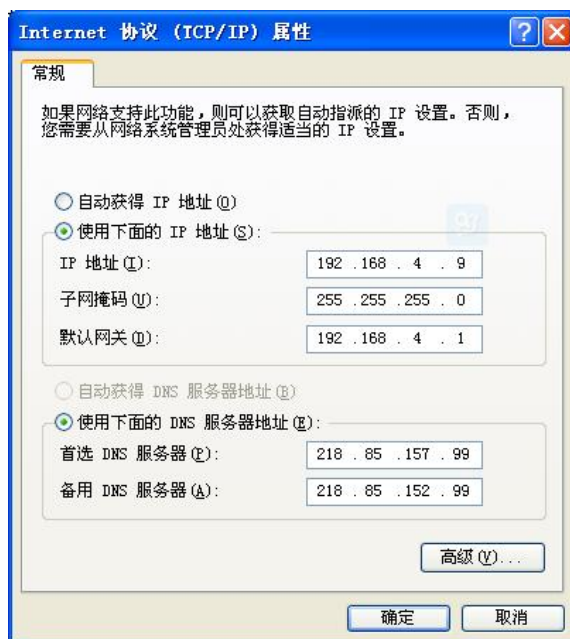 Internet 协议 (TCP/IP) 属性
常规
如果网络支持此功能，则可以获取自动指派的 IP 设置。否则，
您需要从网络系统管理员处获得适当的 IP 设置。
自动获得 IP 地址(O)
使用下面的 IP 地址(S):
IP 地址(I): 192 .168 . 4 . 9
子网掩码(U): 255 .255 .255 . 0
默认网关(D): 192 .168 . 4 . 1
自动获得 DNS 服务器地址(B)
使用下面的 DNS 服务器地址(E):
首选 DNS 服务器(P): 218 . 85 .157 . 99
备用 DNS 服务器(A): 218 . 85 .152 . 99
高级(V)...
确定 取消